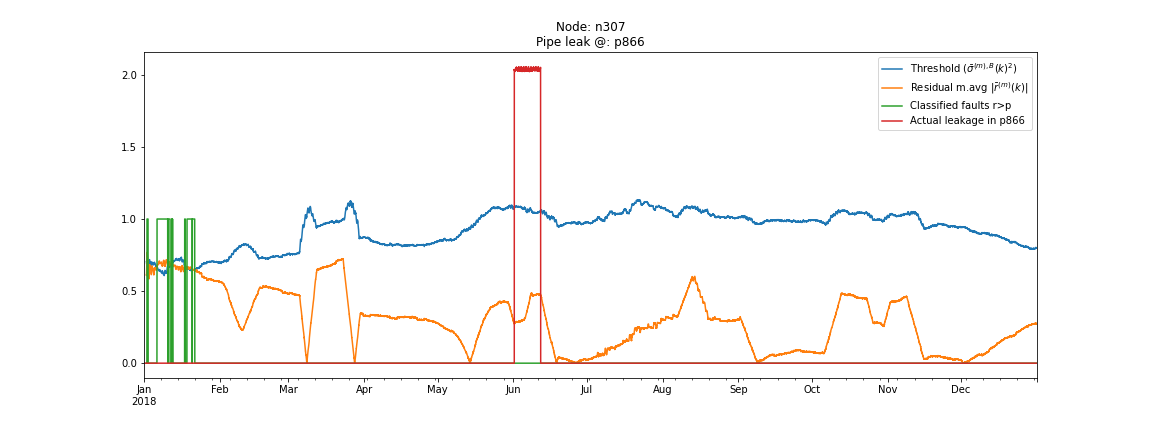 Node: n307
Pipe leak @: p866
Threshold (σ̄^(m),B(k)²)
Residual m.avg |r̄^(m)(k)|
Classified faults r>p
Actual leakage in p866
2.0
1.5
1.0
0.5
0.0
Jan Feb Mar Apr May Jun Jul Aug Sep Oct Nov Dec
2018